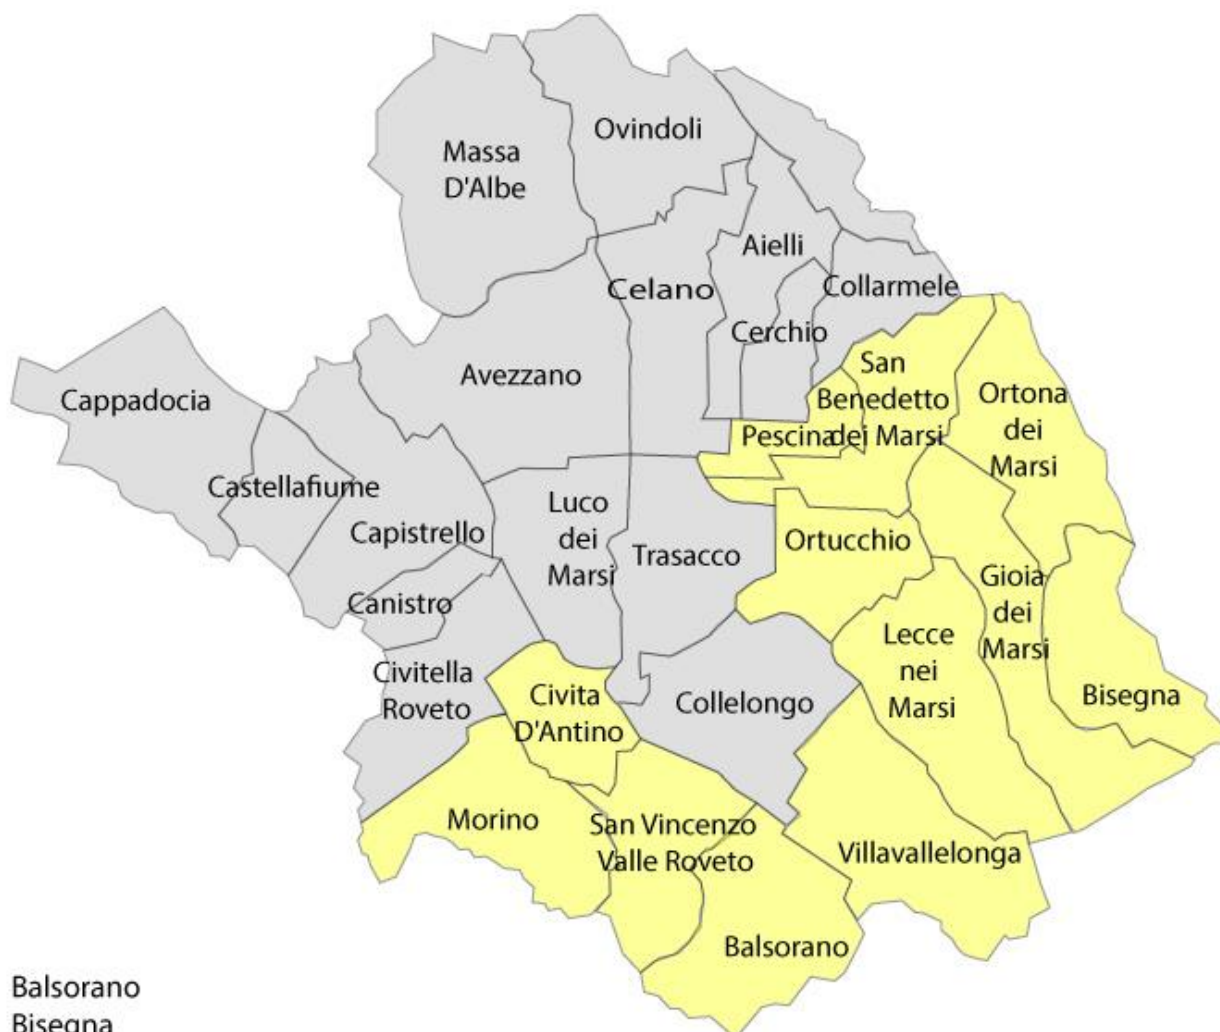 Ovindoli
Massa
D'Albe
Aielli
Celano
Collarmele
Cerchio
Avezzano
San
Benedetto
dei Marsi
Cappadocia
Ortona
dei
Marsi
Pescina
Castellafiume
Luco
dei
Marsi
Capistrello
Ortucchio
Trasacco
Gioia
dei
Marsi
Canistro
Lecce
nei
Marsi
Civitella
Roveto
Civita
D'Antino
Collelongo
Bisegna
Morino
San Vincenzo
Valle Roveto
Villavallelonga
Balsorano
Balsorano
Bisegna